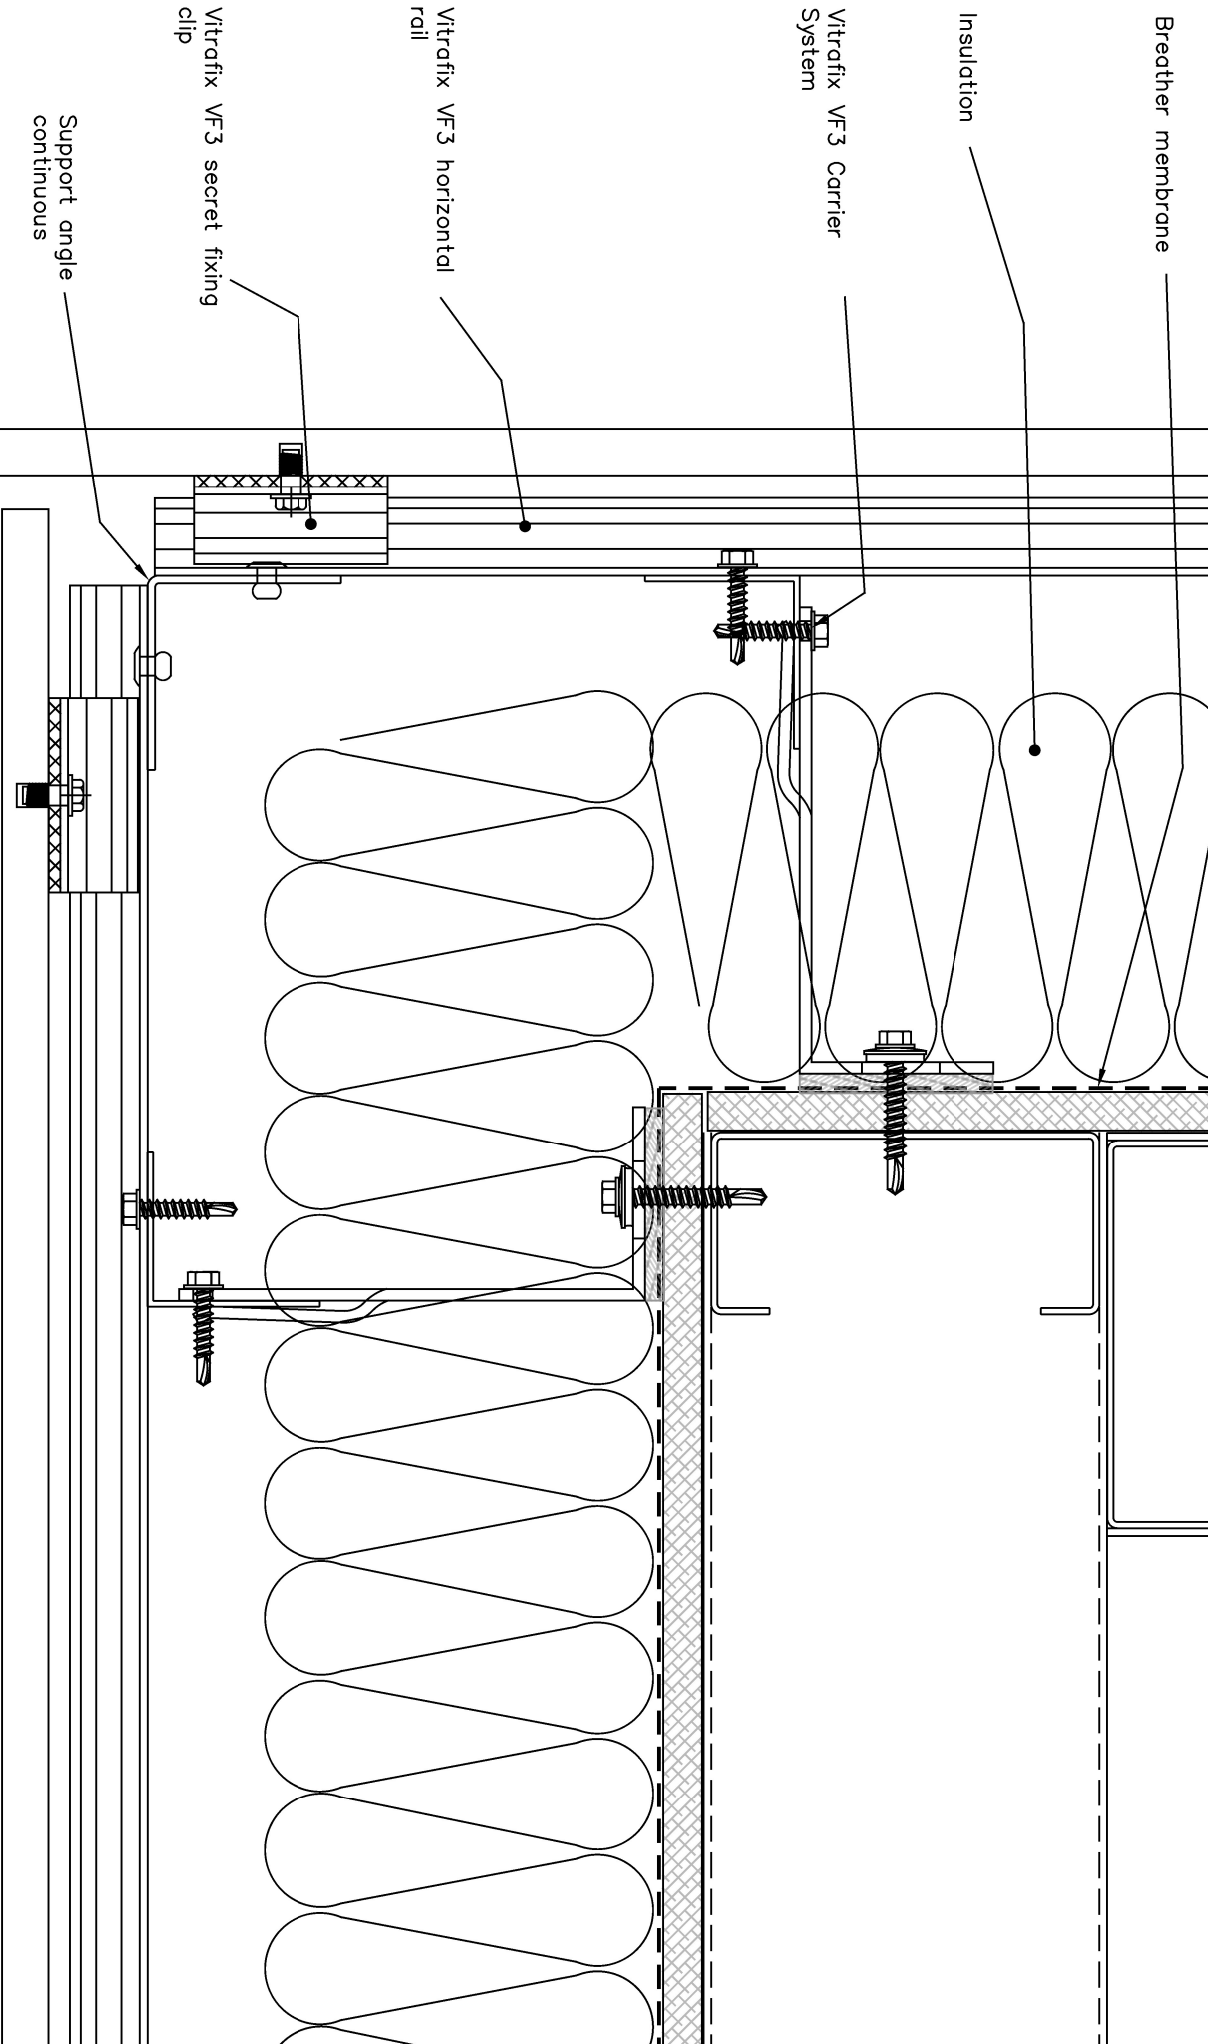 Breather membrane
Insulation
Vitrafix VF3 Carrier
System
Vitrafix VF3 horizontal
rail
Vitrafix VF3 secret fixing
clip
Support angle
continuous